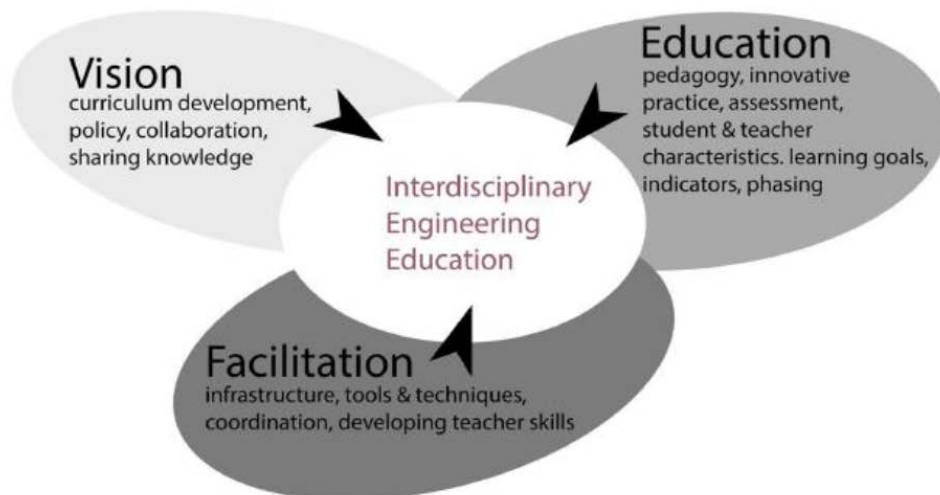 Vision
curriculum development,
policy, collaboration,
sharing knowledge
Education
pedagogy, innovative
practice, assessment,
student & teacher
characteristics. learning goals,
indicators, phasing
Interdisciplinary
Engineering
Education
Facilitation
infrastructure, tools & techniques,
coordination, developing teacher skills